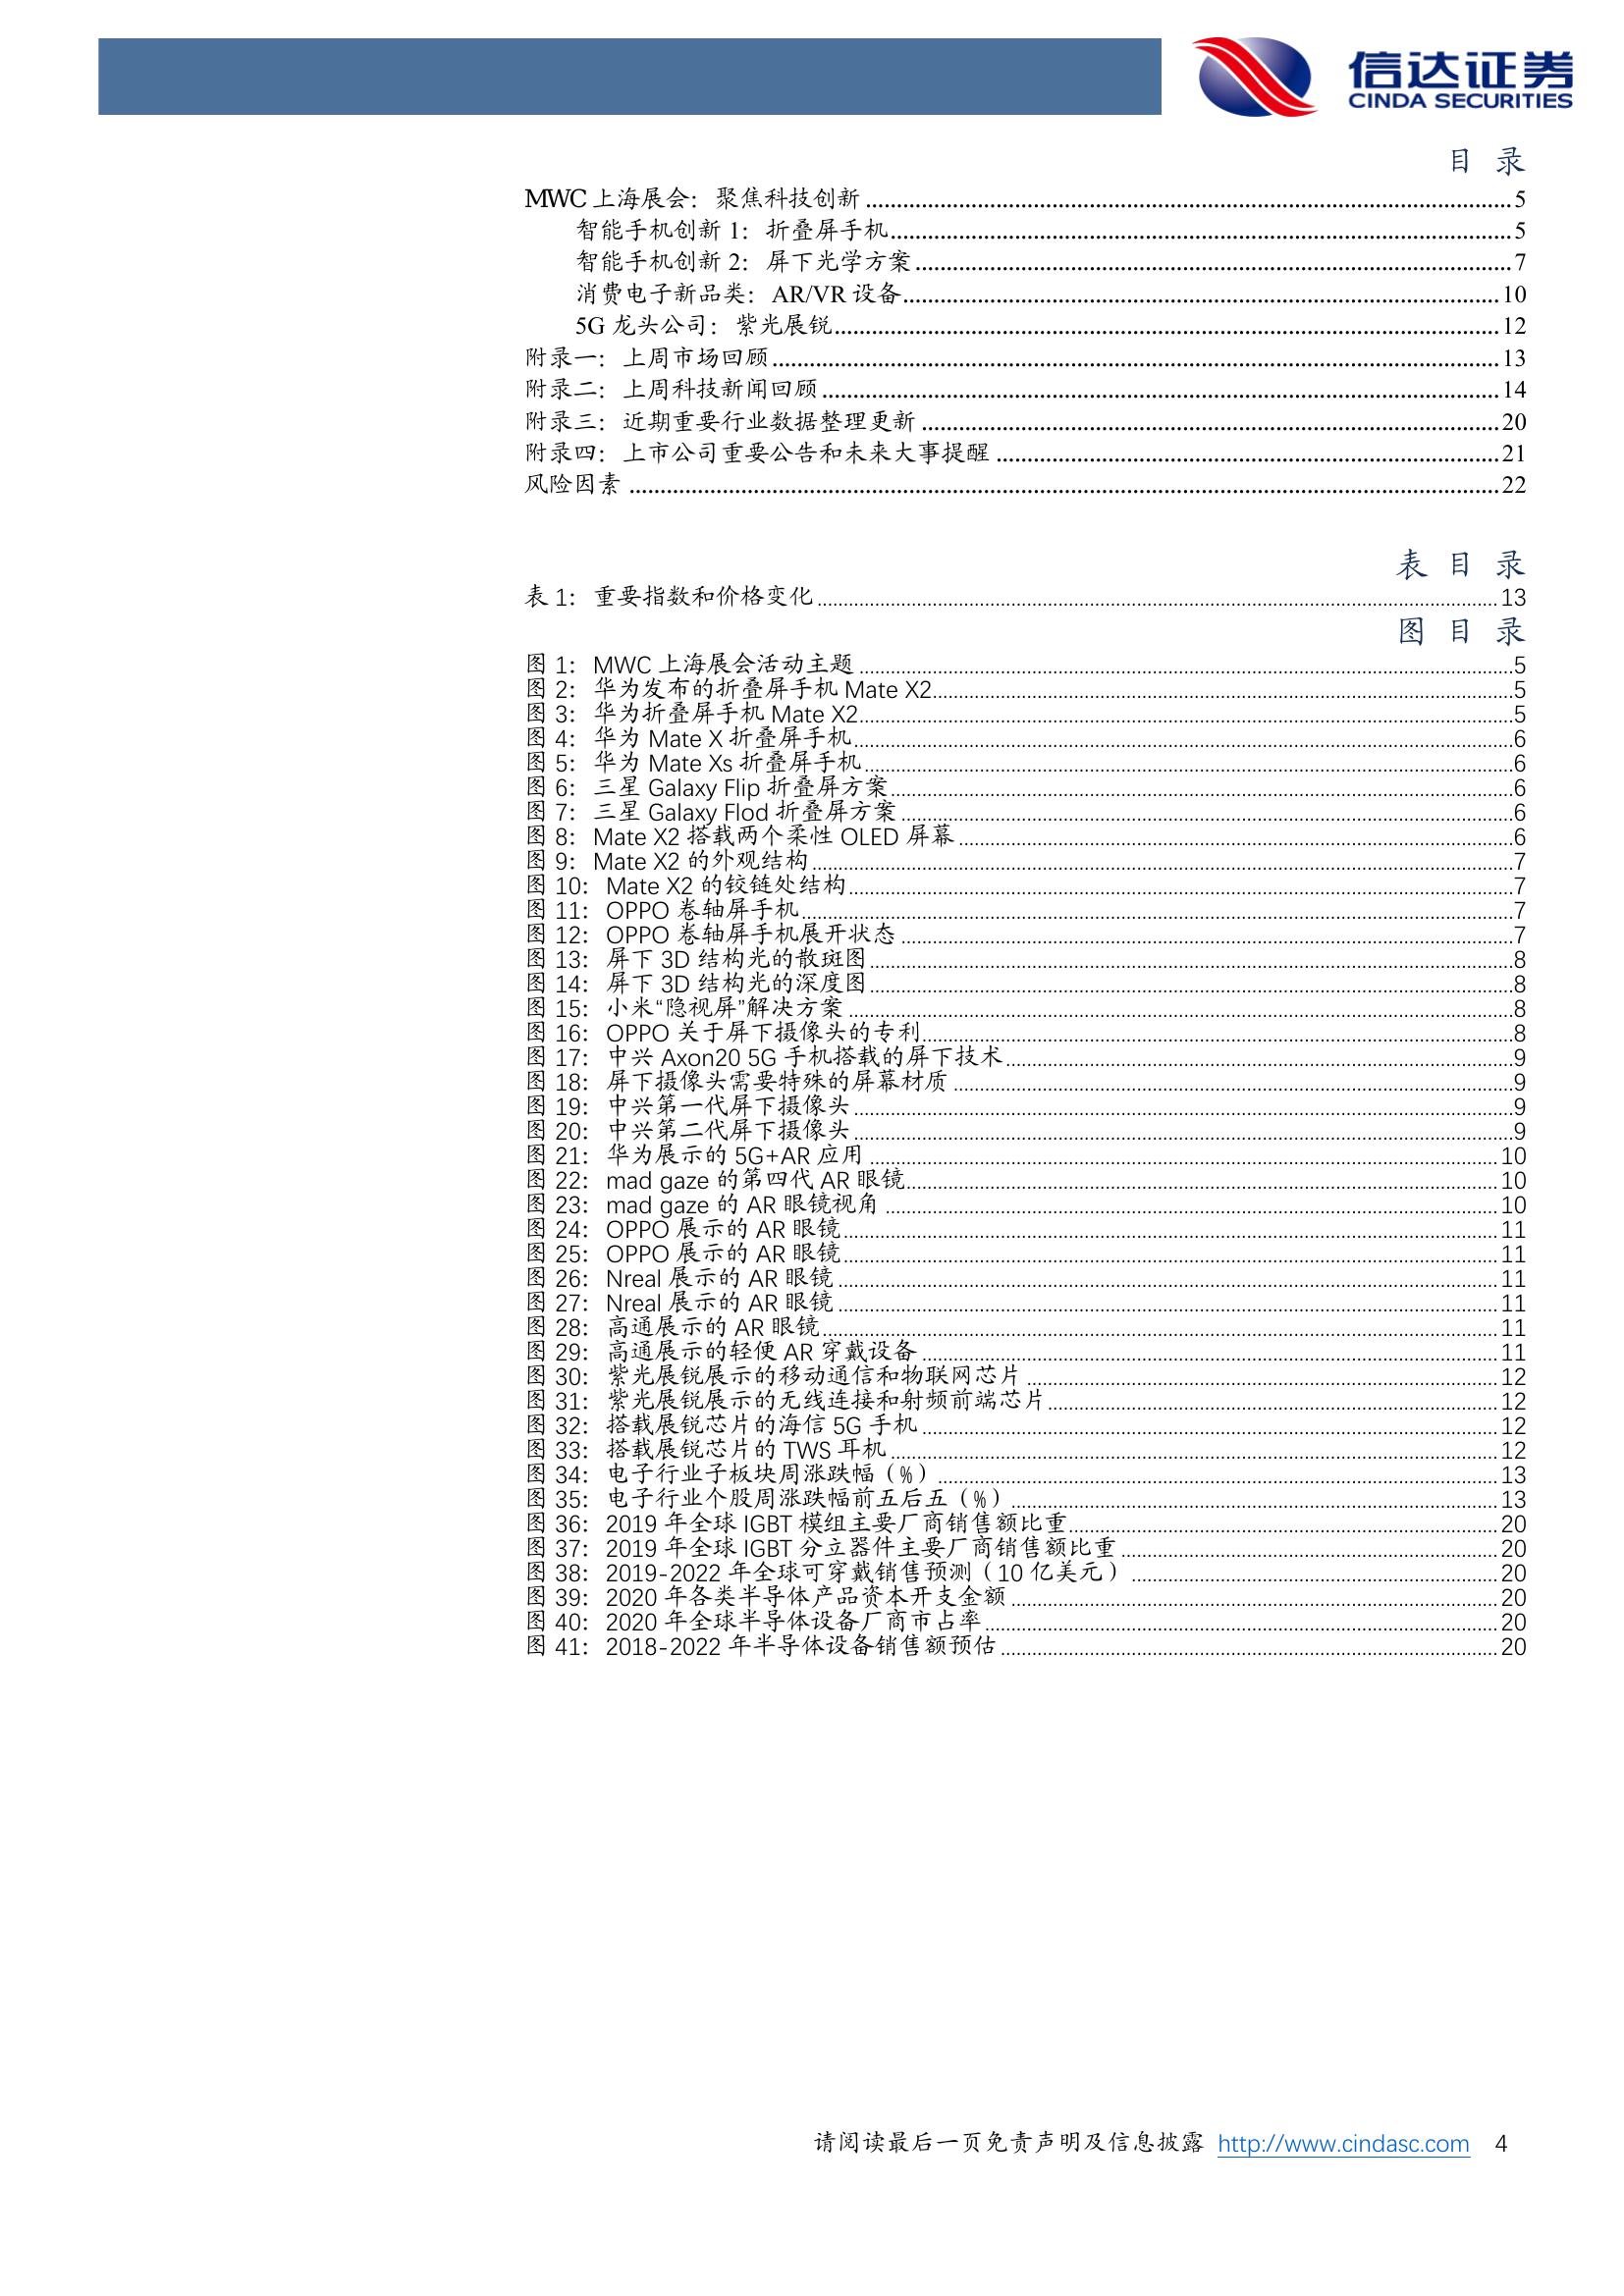 信达证券
CINDA SECURITIES
目 录
MWC 上海展会：聚焦科技创新 ........ 5
智能手机创新 1：折叠屏手机 ........ 5
智能手机创新 2：屏下光学方案 ........ 7
消费电子新品类：AR/VR 设备 ........ 10
5G 龙头公司：紫光展锐 ........ 12
附录一：上周市场回顾 ........ 13
附录二：上周科技新闻回顾 ........ 14
附录三：近期重要行业数据整理更新 ........ 20
附录四：上市公司重要公告和未来大事提醒 ........ 21
风险因素 ........ 22
表 目 录
表 1：重要指数和价格变化 ........ 13
图 目 录
图 1：MWC 上海展会活动主题 ........ 5
图 2：华为发布的折叠屏手机 Mate X2 ........ 5
图 3：华为折叠屏手机 Mate X2 ........ 5
图 4：华为 Mate X 折叠屏手机 ........ 6
图 5：华为 Mate Xs 折叠屏手机 ........ 6
图 6：三星 Galaxy Flip 折叠屏方案 ........ 6
图 7：三星 Galaxy Flod 折叠屏方案 ........ 6
图 8：Mate X2 搭载两个柔性 OLED 屏幕 ........ 6
图 9：Mate X2 的外观结构 ........ 7
图 10：Mate X2 的铰链处结构 ........ 7
图 11：OPPO 卷轴屏手机 ........ 7
图 12：OPPO 卷轴屏手机展开状态 ........ 7
图 13：屏下 3D 结构光的散斑图 ........ 8
图 14：屏下 3D 结构光的深度图 ........ 8
图 15：小米“隐视屏”解决方案 ........ 8
图 16：OPPO 关于屏下摄像头的专利 ........ 8
图 17：中兴 Axon20 5G 手机搭载的屏下技术 ........ 9
图 18：屏下摄像头需要特殊的屏幕材质 ........ 9
图 19：中兴第一代屏下摄像头 ........ 9
图 20：中兴第二代屏下摄像头 ........ 9
图 21：华为展示的 5G+AR 应用 ........ 10
图 22：mad gaze 的第四代 AR 眼镜 ........ 10
图 23：mad gaze 的 AR 眼镜视角 ........ 10
图 24：OPPO 展示的 AR 眼镜 ........ 11
图 25：OPPO 展示的 AR 眼镜 ........ 11
图 26：Nreal 展示的 AR 眼镜 ........ 11
图 27：Nreal 展示的 AR 眼镜 ........ 11
图 28：高通展示的 AR 眼镜 ........ 11
图 29：高通展示的轻便 AR 穿戴设备 ........ 11
图 30：紫光展锐展示的移动通信和物联网芯片 ........ 12
图 31：紫光展锐展示的无线连接和射频前端芯片 ........ 12
图 32：搭载展锐芯片的海信 5G 手机 ........ 12
图 33：搭载展锐芯片的 TWS 耳机 ........ 12
图 34：电子行业子板块周涨跌幅（%） ........ 13
图 35：电子行业个股周涨跌幅前五后五（%） ........ 13
图 36：2019 年全球 IGBT 模组主要厂商销售额比重 ........ 20
图 37：2019 年全球 IGBT 分立器件主要厂商销售额比重 ........ 20
图 38：2019-2022 年全球可穿戴销售预测（10 亿美元） ........ 20
图 39：2020 年各类半导体产品资本开支金额 ........ 20
图 40：2020 年全球半导体设备厂商市占率 ........ 20
图 41：2018-2022 年半导体设备销售额预估 ........ 20
请阅读最后一页免责声明及信息披露 http://www.cindasc.com 4